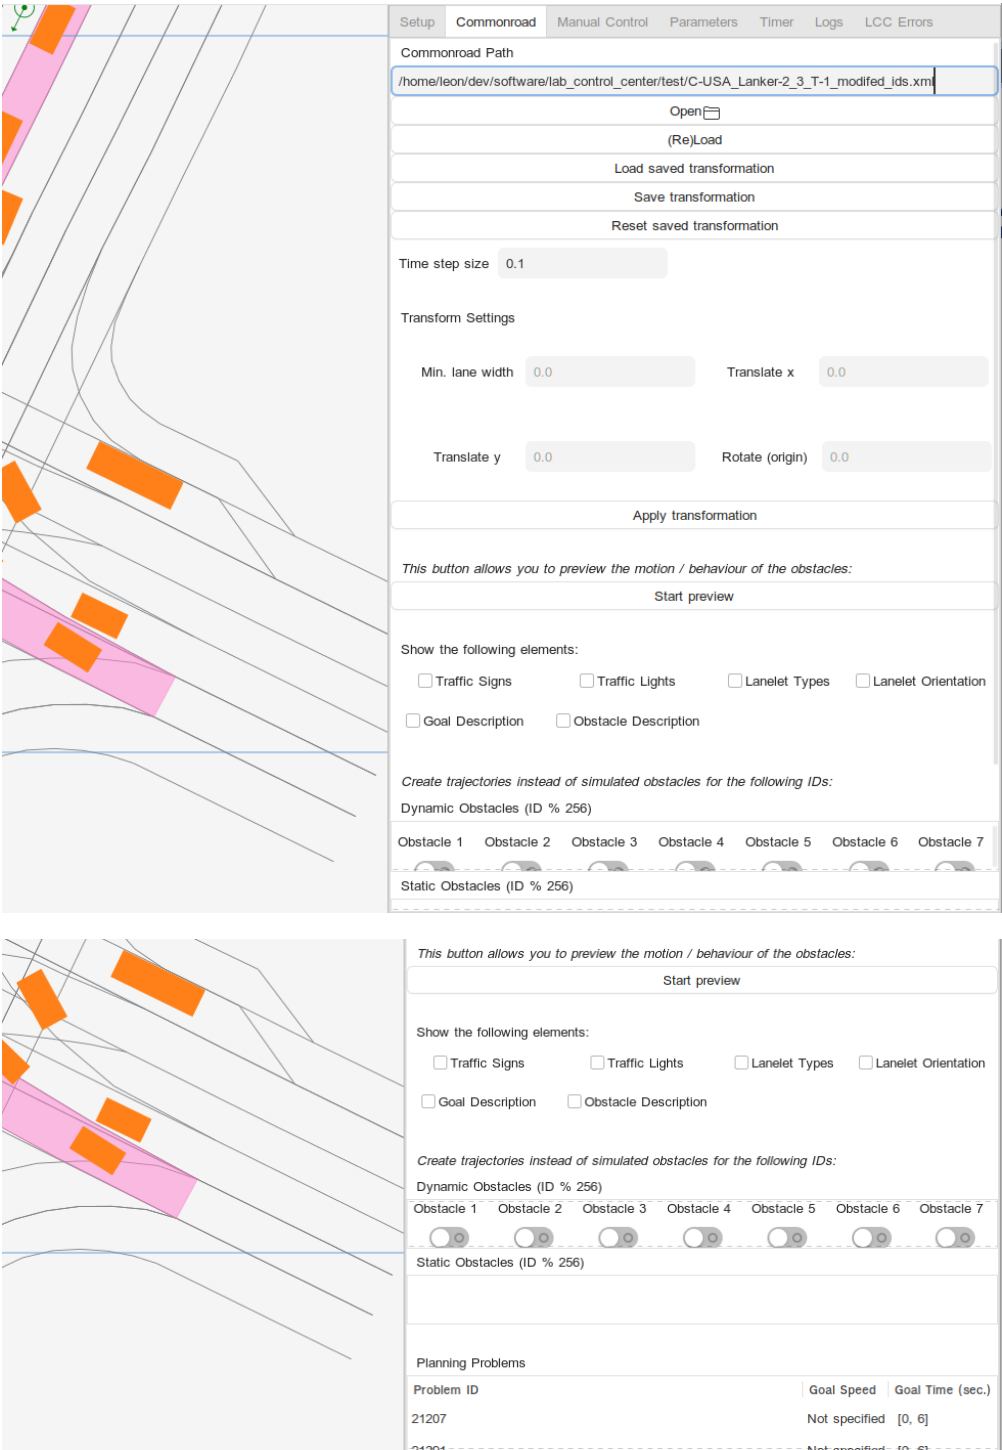 Setup Commonroad Manual Control Parameters Timer Logs LCC Errors
Commonroad Path
/home/leon/dev/software/lab_control_center/test/C-USA_Lanker-2_3_T-1_modifed_ids.xml
Open
(Re)Load
Load saved transformation
Save transformation
Reset saved transformation
Time step size 0.1
Transform Settings
Min. lane width 0.0 Translate x 0.0
Translate y 0.0 Rotate (origin) 0.0
Apply transformation
This button allows you to preview the motion / behaviour of the obstacles:
Start preview
Show the following elements:
Traffic Signs Traffic Lights Lanelet Types Lanelet Orientation
Goal Description Obstacle Description
Create trajectories instead of simulated obstacles for the following IDs:
Dynamic Obstacles (ID % 256)
Obstacle 1 Obstacle 2 Obstacle 3 Obstacle 4 Obstacle 5 Obstacle 6 Obstacle 7
Static Obstacles (ID % 256)
This button allows you to preview the motion / behaviour of the obstacles:
Start preview
Show the following elements:
Traffic Signs Traffic Lights Lanelet Types Lanelet Orientation
Goal Description Obstacle Description
Create trajectories instead of simulated obstacles for the following IDs:
Dynamic Obstacles (ID % 256)
Obstacle 1 Obstacle 2 Obstacle 3 Obstacle 4 Obstacle 5 Obstacle 6 Obstacle 7
Static Obstacles (ID % 256)
Planning Problems
Problem ID Goal Speed Goal Time (sec.)
21207 Not specified [0, 6]